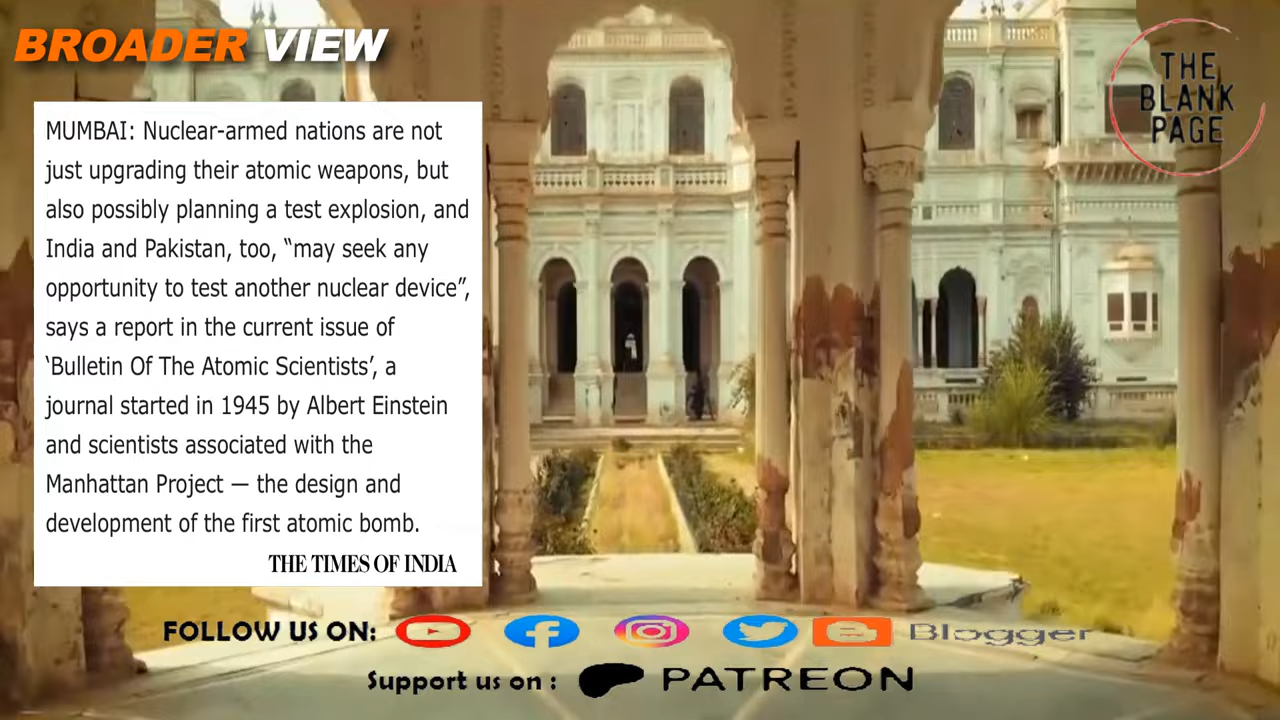 BROADER VIEW
THE
BLANK
PAGE
MUMBAI: Nuclear-armed nations are not
just upgrading their atomic weapons, but
also possibly planning a test explosion, and
India and Pakistan, too, “may seek any
opportunity to test another nuclear device”,
says a report in the current issue of
‘Bulletin Of The Atomic Scientists’, a
journal started in 1945 by Albert Einstein
and scientists associated with the
Manhattan Project — the design and
development of the first atomic bomb.
THE TIMES OF INDIA
FOLLOW US ON: Blogger
Support us on : PATREON